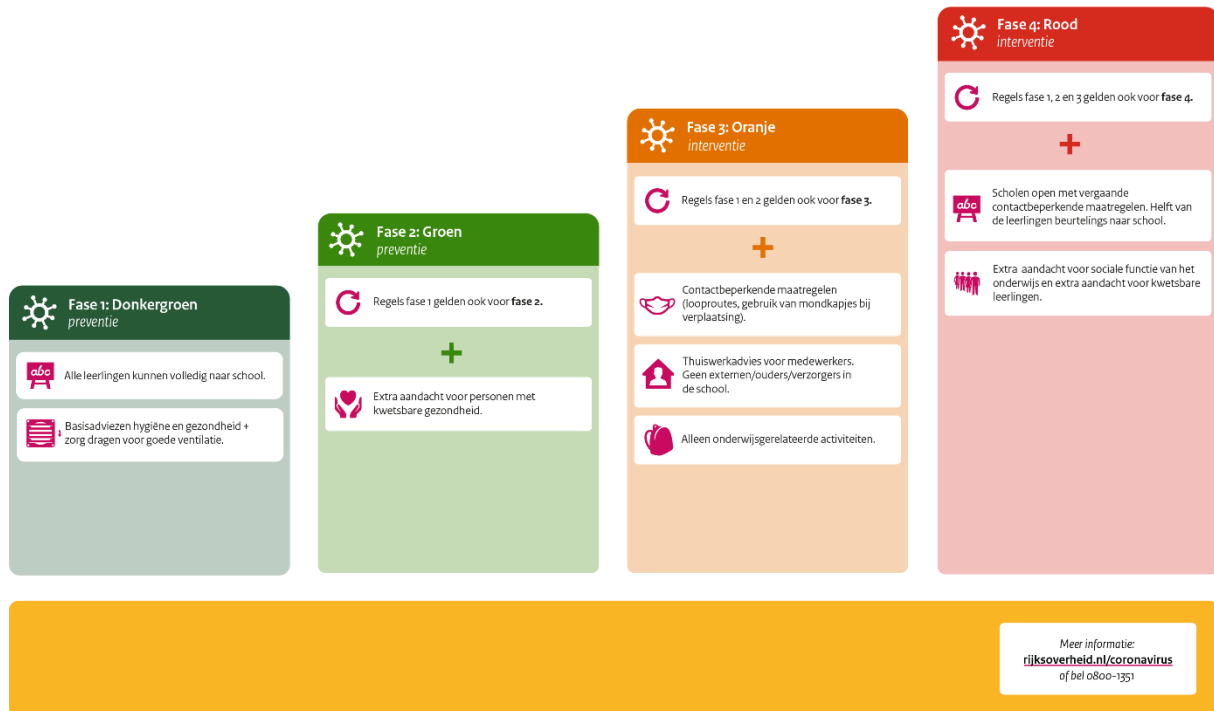 Fase 1: Donkergroen
preventie
abc
Alle leerlingen kunnen volledig naar school.
Basisadviezen hygiëne en gezondheid +
zorg dragen voor goede ventilatie.
Fase 2: Groen
preventie
Regels fase 1 gelden ook voor fase 2.
+
Extra aandacht voor personen met
kwetsbare gezondheid.
Fase 3: Oranje
interventie
Regels fase 1 en 2 gelden ook voor fase 3.
+
Contactbeperkende maatregelen
(looproutes, gebruik van mondkapjes bij
verplaatsing).
Thuiswerkadvies voor medewerkers.
Geen externen/ouders/verzorgers in
de school.
Alleen onderwijsgerelateerde activiteiten.
Fase 4: Rood
interventie
Regels fase 1, 2 en 3 gelden ook voor fase 4.
+
abc
Scholen open met vergaande
contactbeperkende maatregelen. Helft van
de leerlingen beurtelings naar school.
Extra aandacht voor sociale functie van het
onderwijs en extra aandacht voor kwetsbare
leerlingen.
Meer informatie:
rijksoverheid.nl/coronavirus
of bel 0800-1351